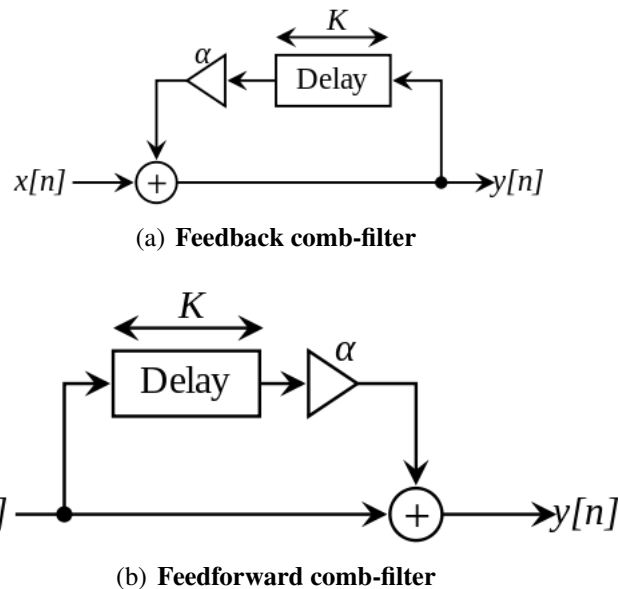 K
α
Delay
x[n]
+
y[n]
(a) Feedback comb-filter
K
α
Delay
]
+
y[n]
(b) Feedforward comb-filter